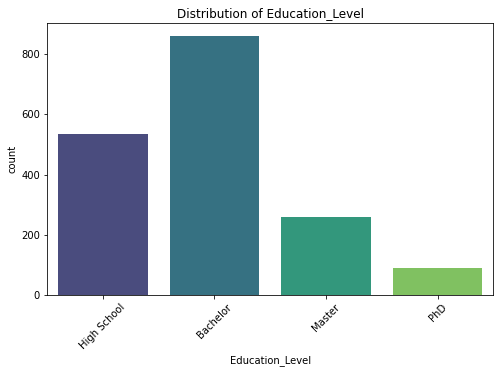 Distribution of Education_Level
count
800
600
400
200
0
High School
Bachelor
Master
PhD
Education_Level